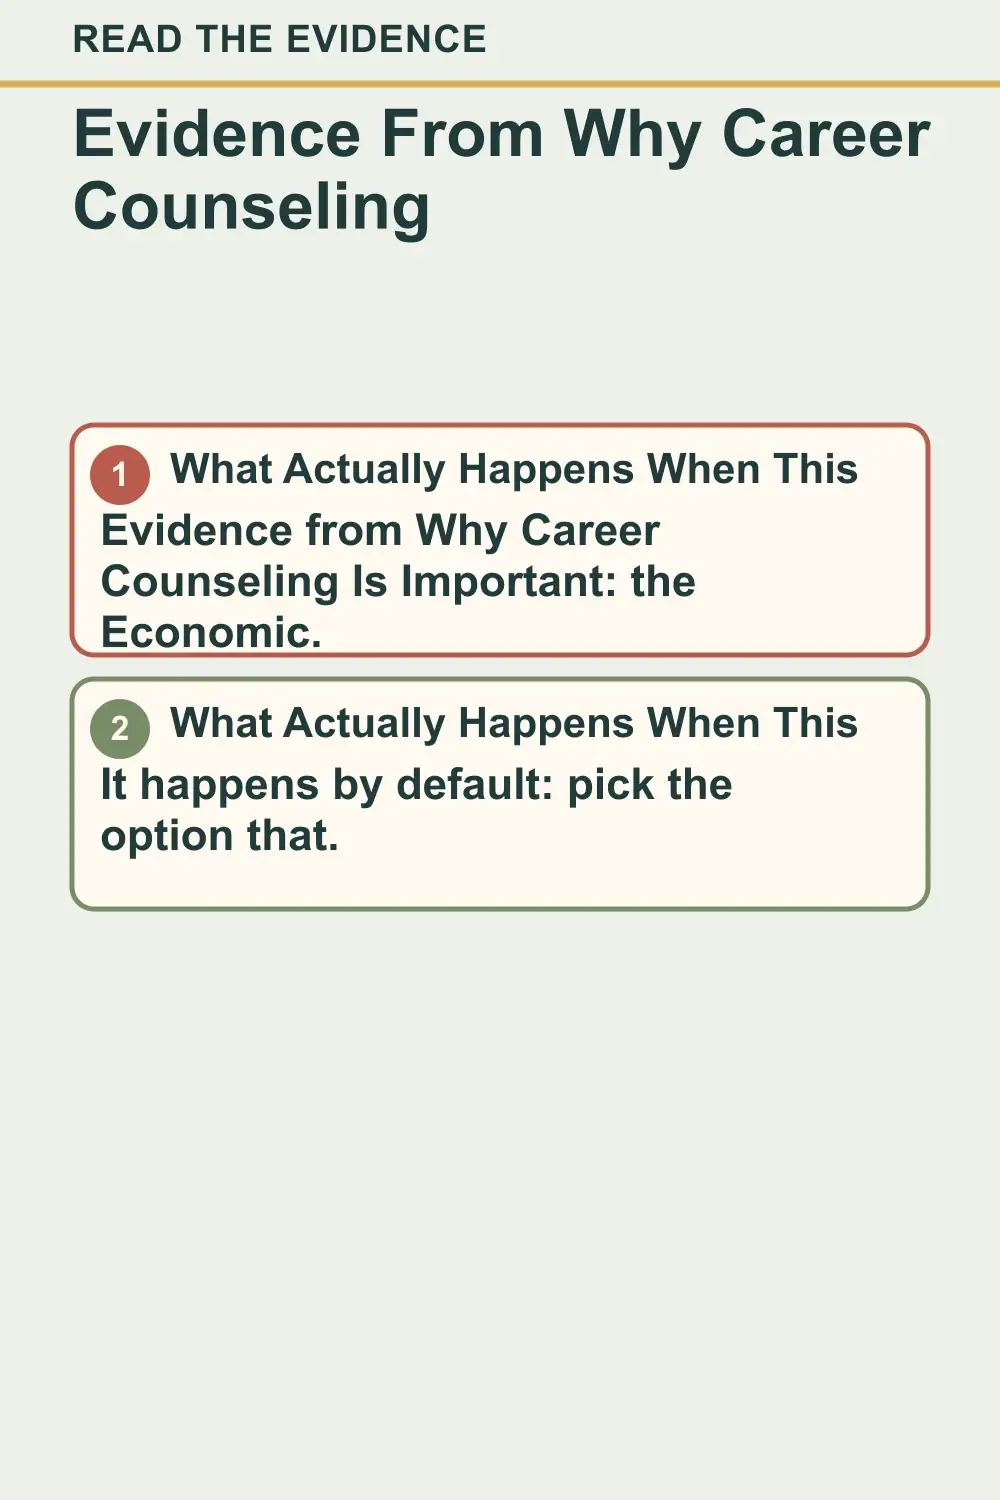 READ THE EVIDENCE
Evidence From Why Career
Counseling
1 What Actually Happens When This
Evidence from Why Career
Counseling Is Important: the
Economic.
2 What Actually Happens When This
It happens by default: pick the
option that.